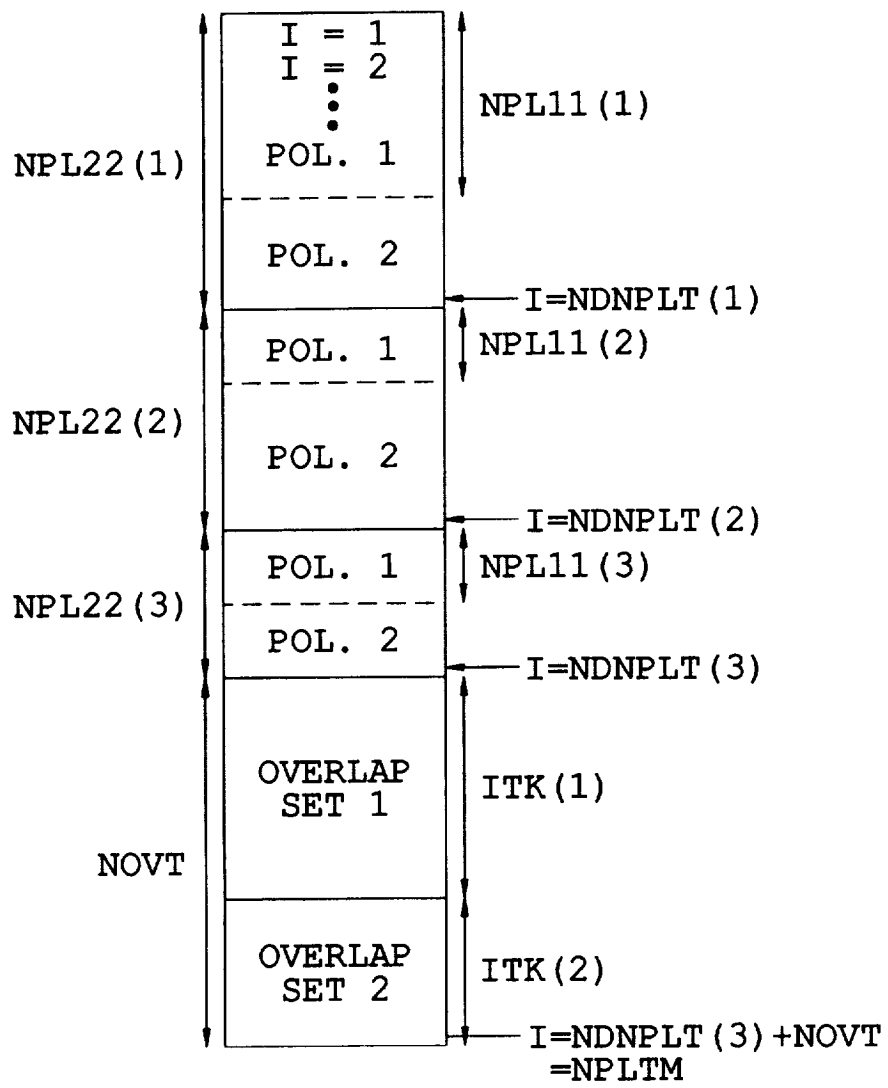 I = 1
I = 2
NPL11(1)
POL. 1
NPL22(1)
POL. 2
I=NDNPLT(1)
POL. 1
NPL11(2)
NPL22(2)
POL. 2
I=NDNPLT(2)
POL. 1
NPL11(3)
NPL22(3)
POL. 2
I=NDNPLT(3)
OVERLAP
SET 1
ITK(1)
NOVT
OVERLAP
SET 2
ITK(2)
I=NDNPLT(3)+NOVT
=NPLTM